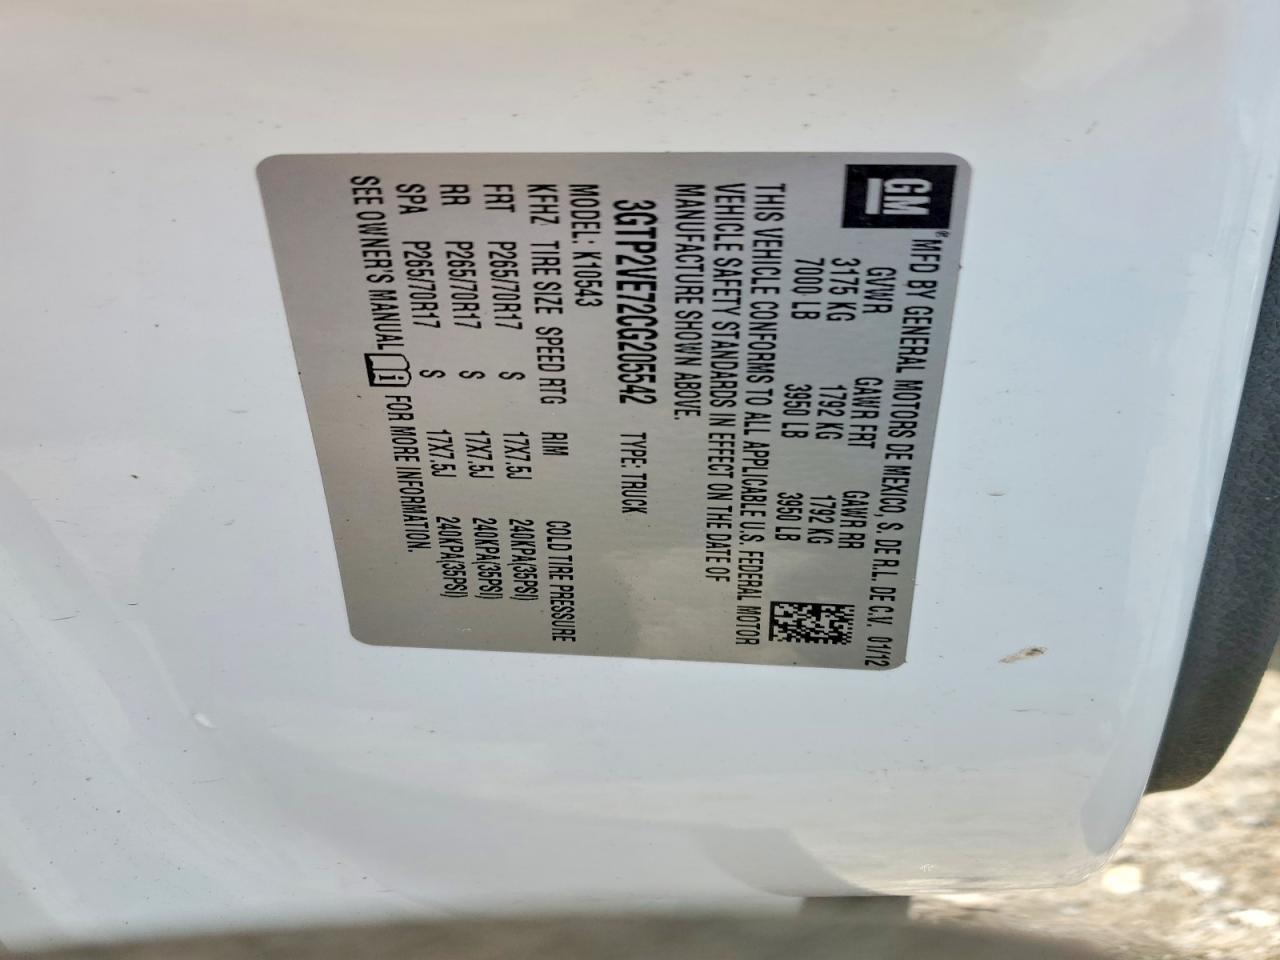 GM
®MFD BY GENERAL MOTORS DE MEXICO, S. DE R.L. DE C.V. 01/12
GVWR GAWR FRT GAWR RR
3175 KG 1792 KG 1792 KG
7000 LB 3950 LB 3950 LB
THIS VEHICLE CONFORMS TO ALL APPLICABLE U.S. FEDERAL MOTOR
VEHICLE SAFETY STANDARDS IN EFFECT ON THE DATE OF
MANUFACTURE SHOWN ABOVE.
3GTP2VE72CG205542 TYPE: TRUCK
MODEL: K10543
KFHZ TIRE SIZE SPEED RTG RIM COLD TIRE PRESSURE
FRT P265/70R17 S 17X7.5J 240KPA(35PSI)
RR P265/70R17 S 17X7.5J 240KPA(35PSI)
SPA P265/70R17 S 17X7.5J 240KPA(35PSI)
SEE OWNER'S MANUAL FOR MORE INFORMATION.